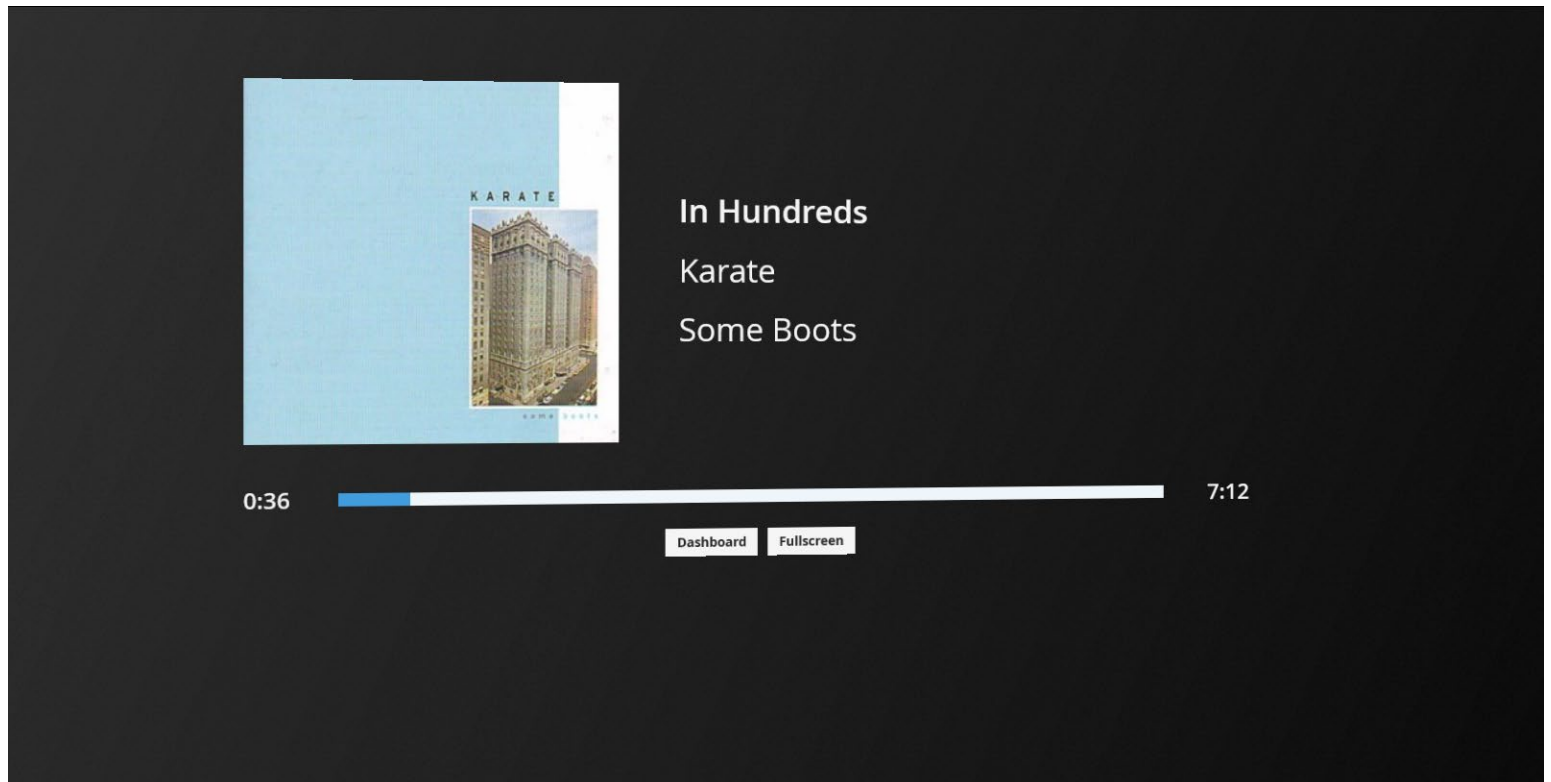 KARATE
some boots
In Hundreds
Karate
Some Boots
0:36
7:12
Dashboard
Fullscreen